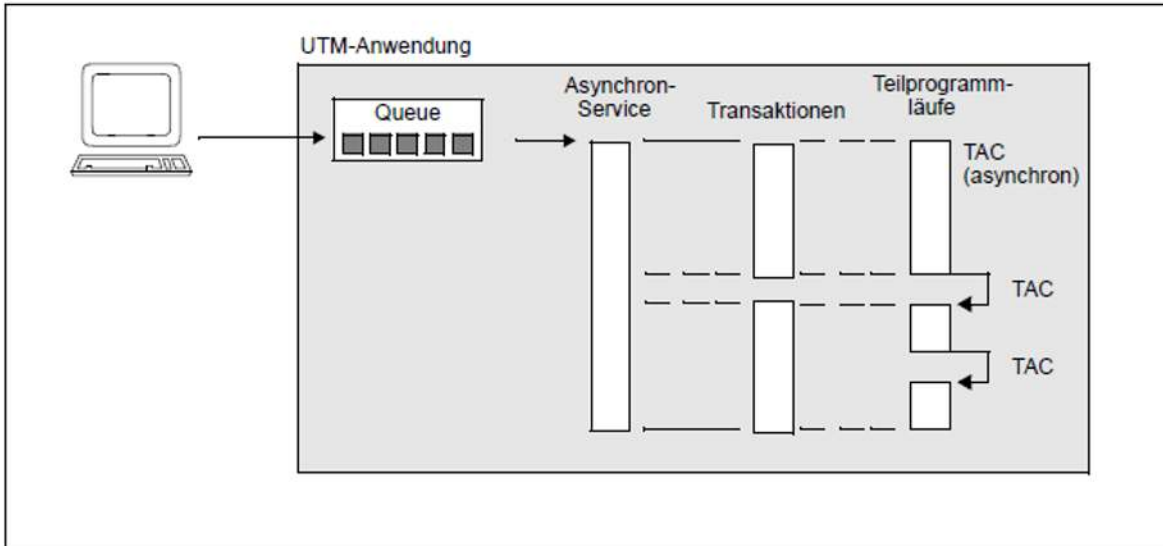 UTM-Anwendung
Queue
Asynchron-
Service
Transaktionen
Teilprogramm-
läufe
TAC
(asynchron)
TAC
TAC